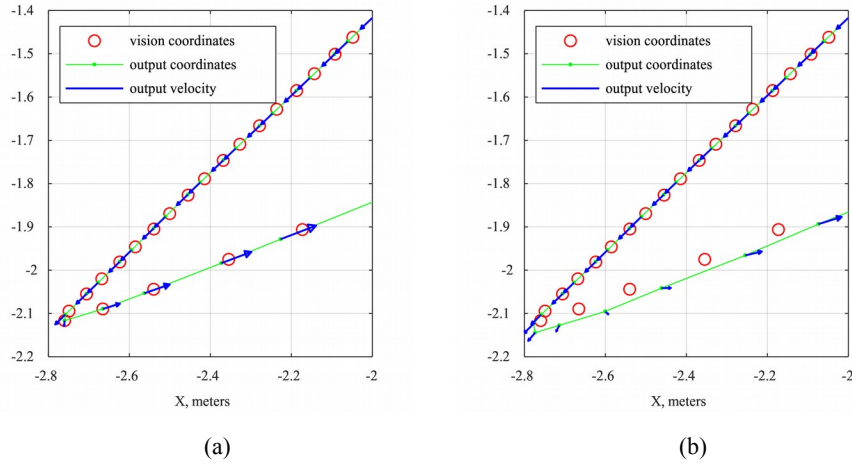 -1.4
-1.5
-1.6
-1.7
-1.8
-1.9
-2
-2.1
-2.2
-2.8 -2.6 -2.4 -2.2 -2
X, meters
vision coordinates
output coordinates
output velocity
(a)
-1.4
-1.5
-1.6
-1.7
-1.8
-1.9
-2
-2.1
-2.2
-2.8 -2.6 -2.4 -2.2 -2
X, meters
vision coordinates
output coordinates
output velocity
(b)